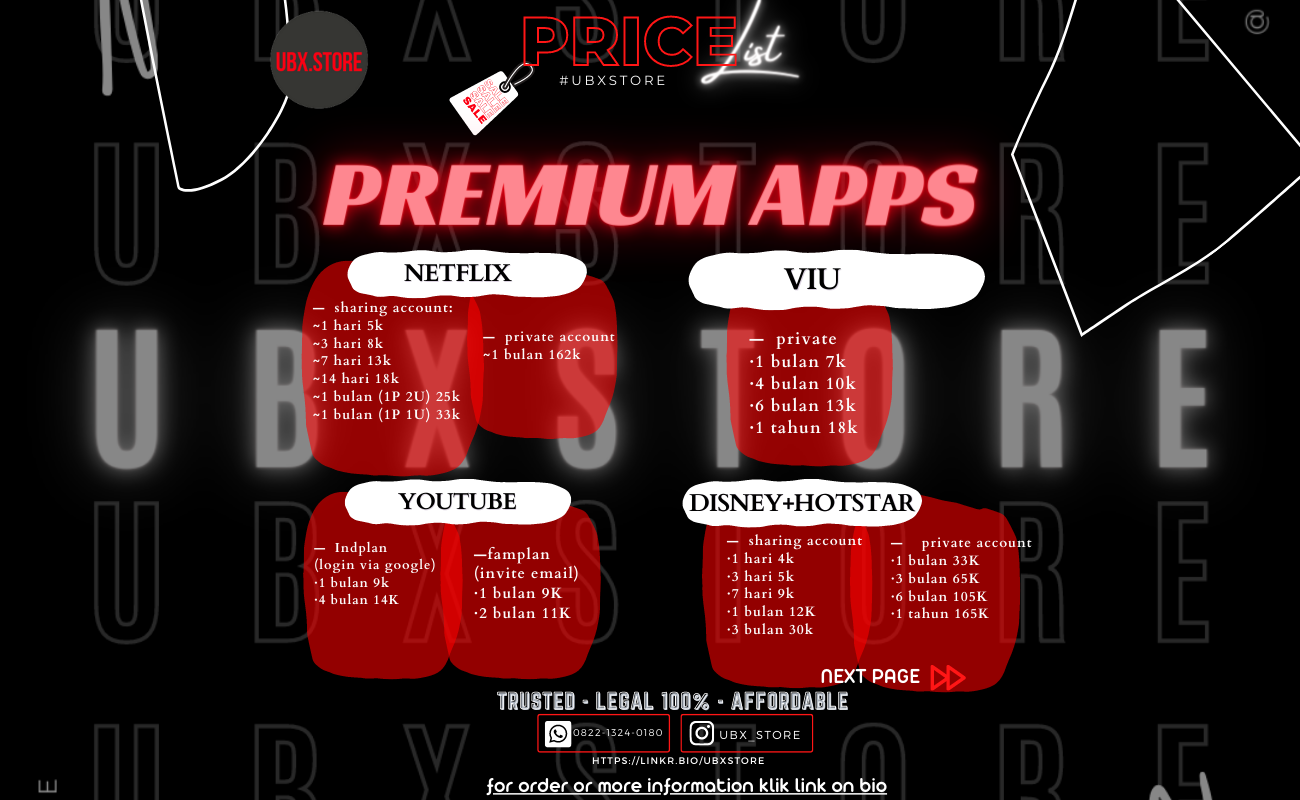 UBX.STORE
PRICE List
#UBXSTORE
SALE
PREMIUM APPS
NETFLIX
— sharing account:
~1 hari 5k
~3 hari 8k
~7 hari 13k
~14 hari 18k
~1 bulan (1P 2U) 25k
~1 bulan (1P 1U) 33k
— private account
~1 bulan 162k
VIU
— private
·1 bulan 7k
·4 bulan 10k
·6 bulan 13k
·1 tahun 18k
UBXSTORE
YOUTUBE
— Indplan
(login via google)
·1 bulan 9k
·4 bulan 14K
—famplan
(invite email)
·1 bulan 9K
·2 bulan 11K
DISNEY+HOTSTAR
— sharing account
·1 hari 4k
·3 hari 5k
·7 hari 9k
·1 bulan 12K
·3 bulan 30k
— private account
·1 bulan 33K
·3 bulan 65K
·6 bulan 105K
·1 tahun 165K
NEXT PAGE
TRUSTED - LEGAL 100% - AFFORDABLE
0822-1324-0180
UBX_STORE
HTTPS://LINKR.BIO/UBXSTORE
for order or more information klik link on bio